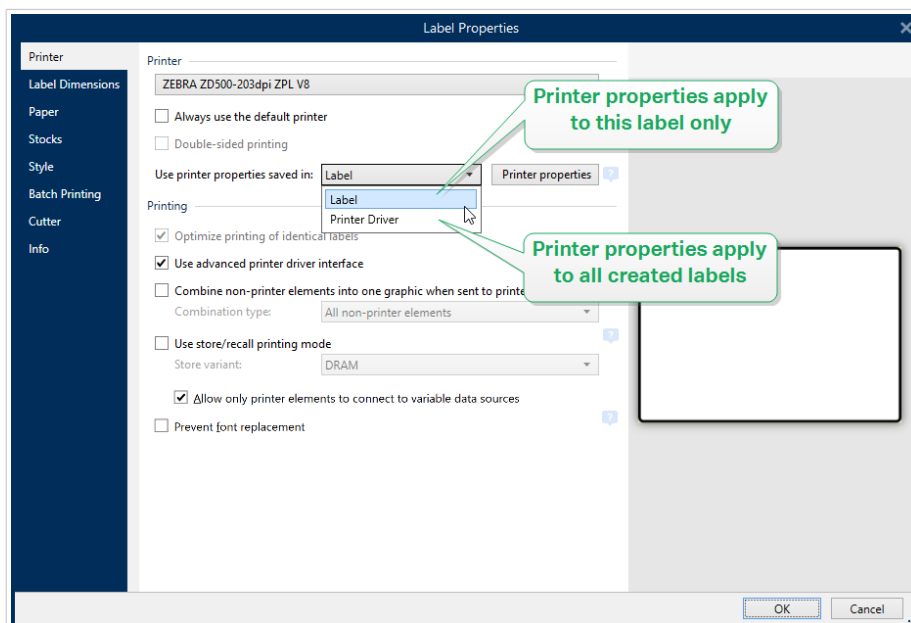 Label Properties
Printer
Label Dimensions
Paper
Stocks
Style
Batch Printing
Cutter
Info
Printer
ZEBRA ZD500-203dpi ZPL V8
Always use the default printer
Double-sided printing
Use printer properties saved in: Label Printer properties ?
Label
Printer Driver
Printer properties apply
to this label only
Printing
Optimize printing of identical labels
Use advanced printer driver interface
Printer properties apply
to all created labels
Combine non-printer elements into one graphic when sent to printe
Combination type: All non-printer elements
?
Use store/recall printing mode
Store variant: DRAM
Allow only printer elements to connect to variable data sources
?
Prevent font replacement
OK Cancel